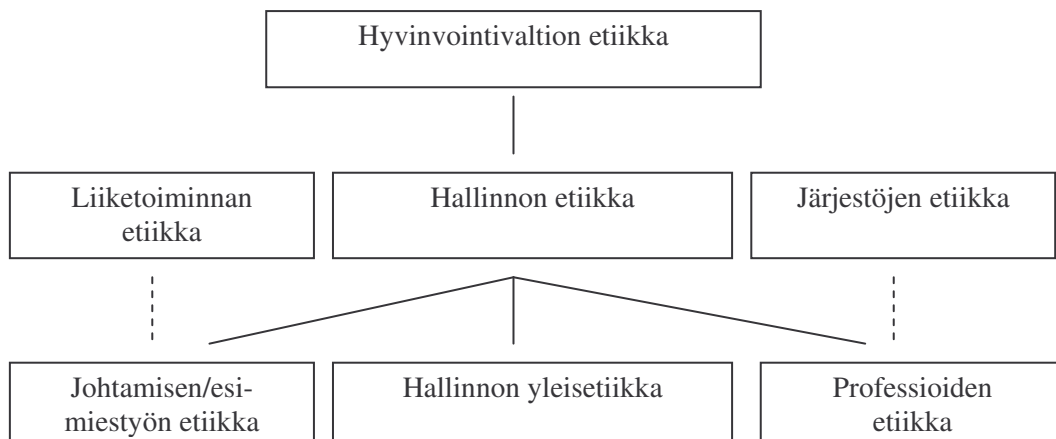 Hyvinvointivaltion etiikka
Liiketoiminnan
etiikka
Hallinnon etiikka
Järjestöjen etiikka
Johtamisen/esi-
miestyön etiikka
Hallinnon yleisetiikka
Professioiden
etiikka